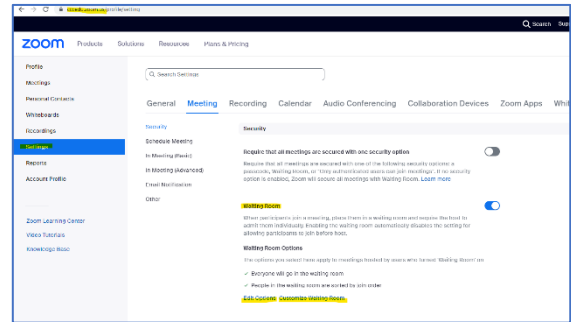 Search Sup
zoom Products Solutions Resources Plans & Pricing
Profile
Meetings
Personal Contacts
Whiteboards
Recordings
Settings
Reports
Account Profile
Zoom Learning Center
Video Tutorials
Knowledge Base
Search Settings
General Meeting Recording Calendar Audio Conferencing Collaboration Devices Zoom Apps Whit
Security
Schedule Meeting
In Meeting (Basic)
In Meeting (Advanced)
Email Notification
Other
Security
Require that all meetings are secured with one security option
Require that all meetings are secured with one of the following security options: a
passcode, Waiting Room, or "Only authenticated users can join meetings". If no security
option is enabled, Zoom will secure all meetings with Waiting Room. Learn more
Waiting Room
When participants join a meeting, place them in a waiting room and require the host to
admit them individually. Enabling the waiting room automatically disables the setting for
allowing participants to join before host.
Waiting Room Options
The options you select here apply to meetings hosted by users who turned 'Waiting Room' on
✓ Everyone will go in the waiting room
✓ People in the waiting room are sorted by join order
Edit Options Customize Waiting Room